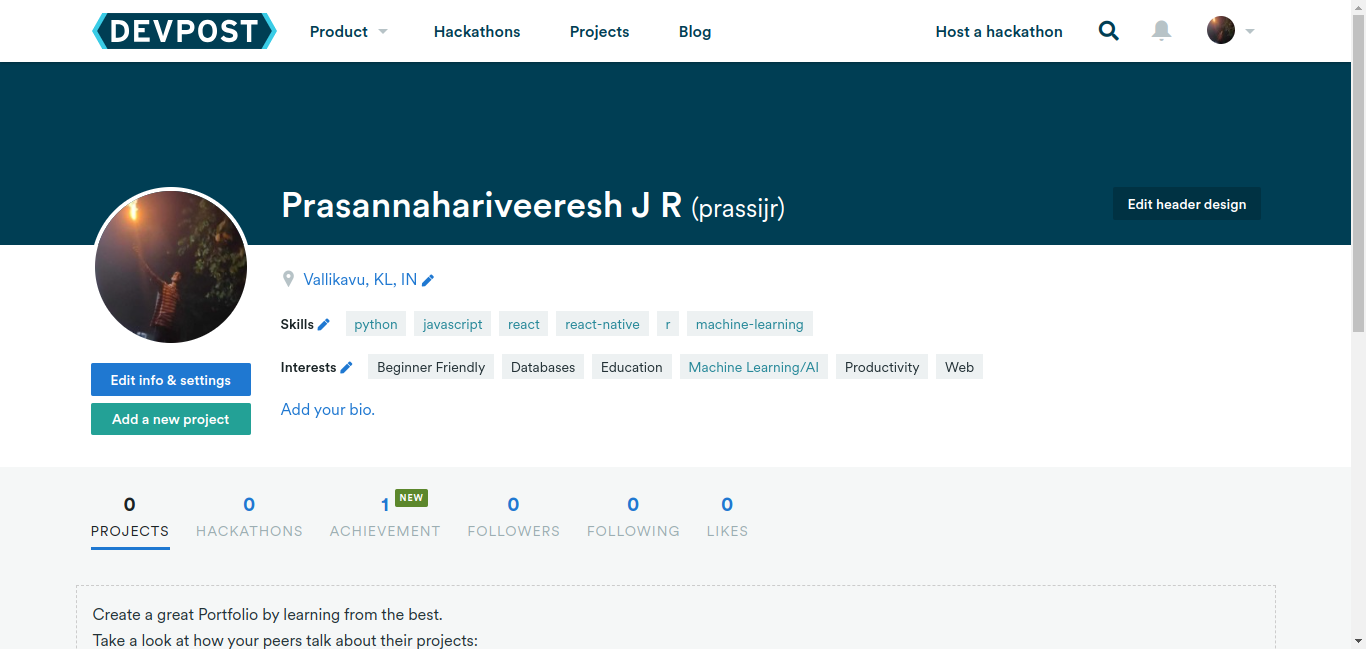 DEVPOST Product Hackathons Projects Blog Host a hackathon
Prasannahariveeresh J R (prassijr)
Edit header design
Vallikavu, KL, IN
Skills python javascript react react-native r machine-learning
Interests Beginner Friendly Databases Education Machine Learning/AI Productivity Web
Edit info & settings
Add a new project
Add your bio.
0 0 1 NEW 0 0 0
PROJECTS HACKATHONS ACHIEVEMENT FOLLOWERS FOLLOWING LIKES
Create a great Portfolio by learning from the best.
Take a look at how your peers talk about their projects: